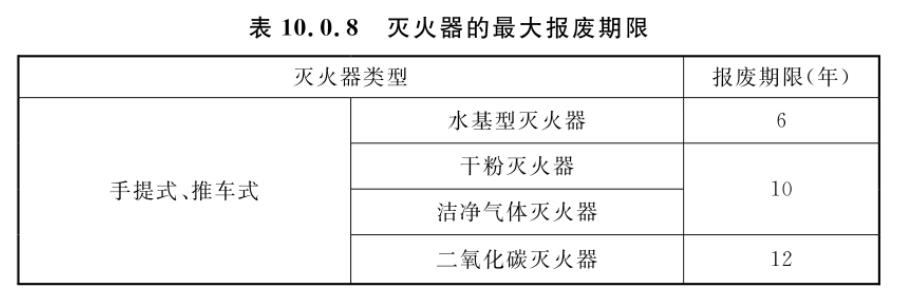 表 10.0.8 灭火器的最大报废期限
灭火器类型 报废期限(年)
手提式、推车式
水基型灭火器 6
干粉灭火器
10
洁净气体灭火器
二氧化碳灭火器 12